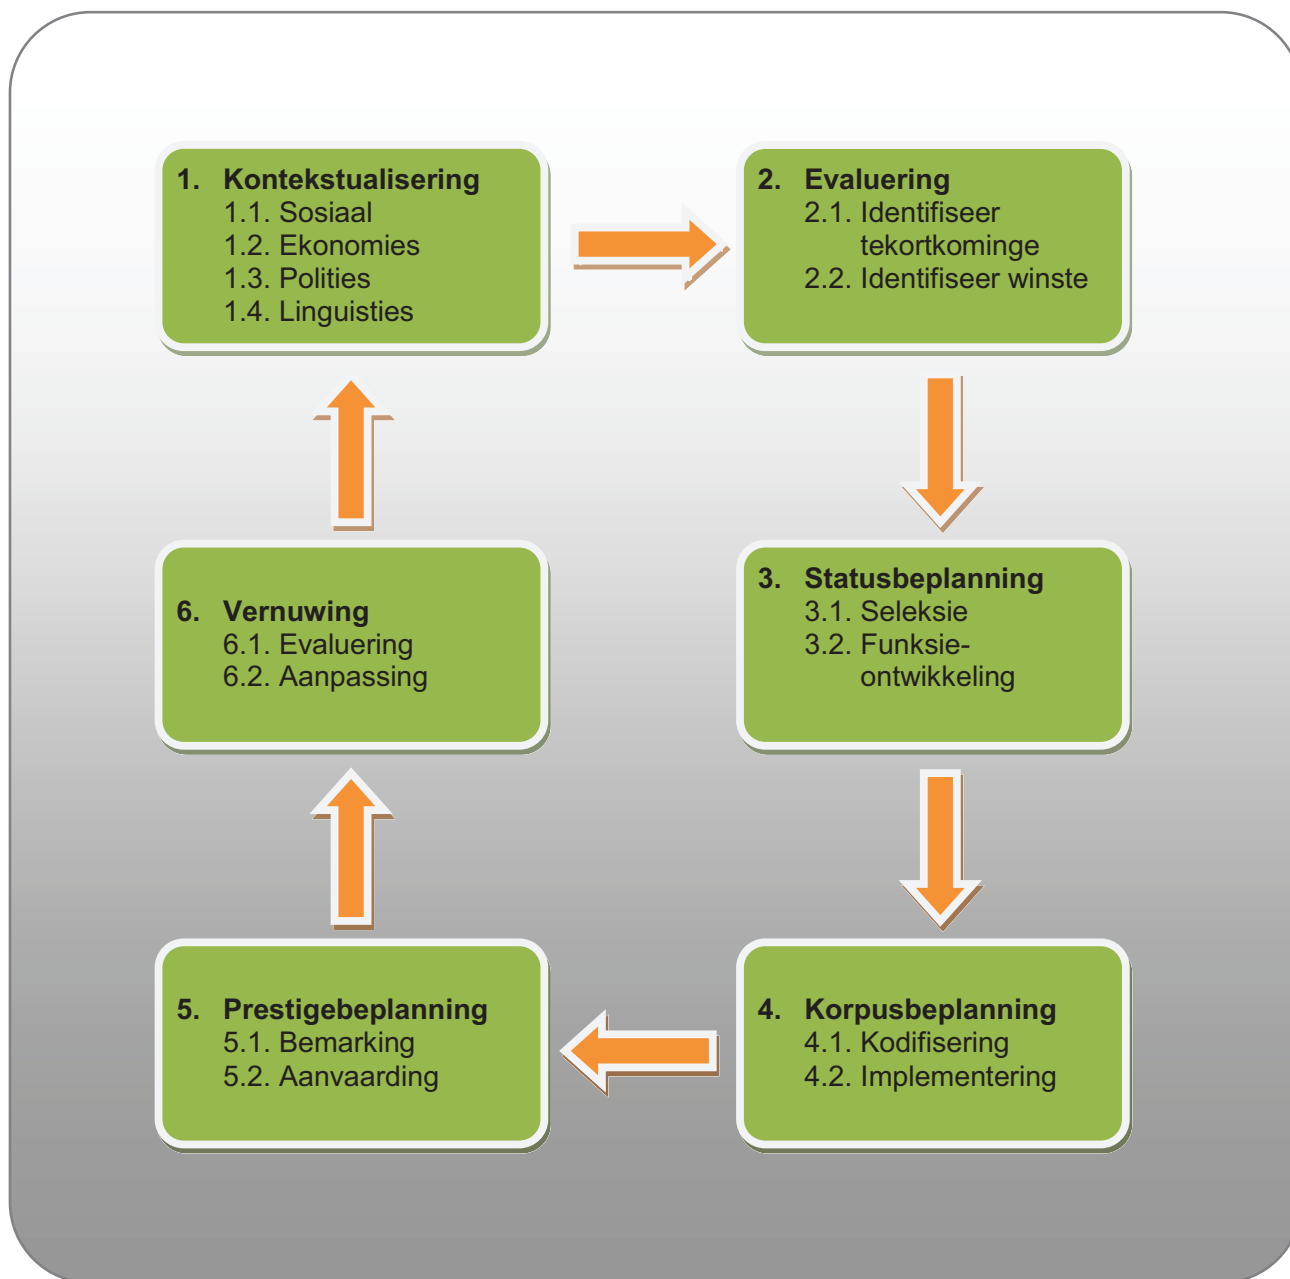 1. Kontekstualisering
1.1. Sosiaal
1.2. Ekonomies
1.3. Polities
1.4. Linguisties
2. Evaluering
2.1. Identifiseer
tekortkominge
2.2. Identifiseer winste
3. Statusbeplanning
3.1. Seleksie
3.2. Funksie-
ontwikkeling
4. Korpusbeplanning
4.1. Kodifisering
4.2. Implementering
5. Prestigebeplanning
5.1. Bemarking
5.2. Aanvaarding
6. Vernuwing
6.1. Evaluering
6.2. Aanpassing